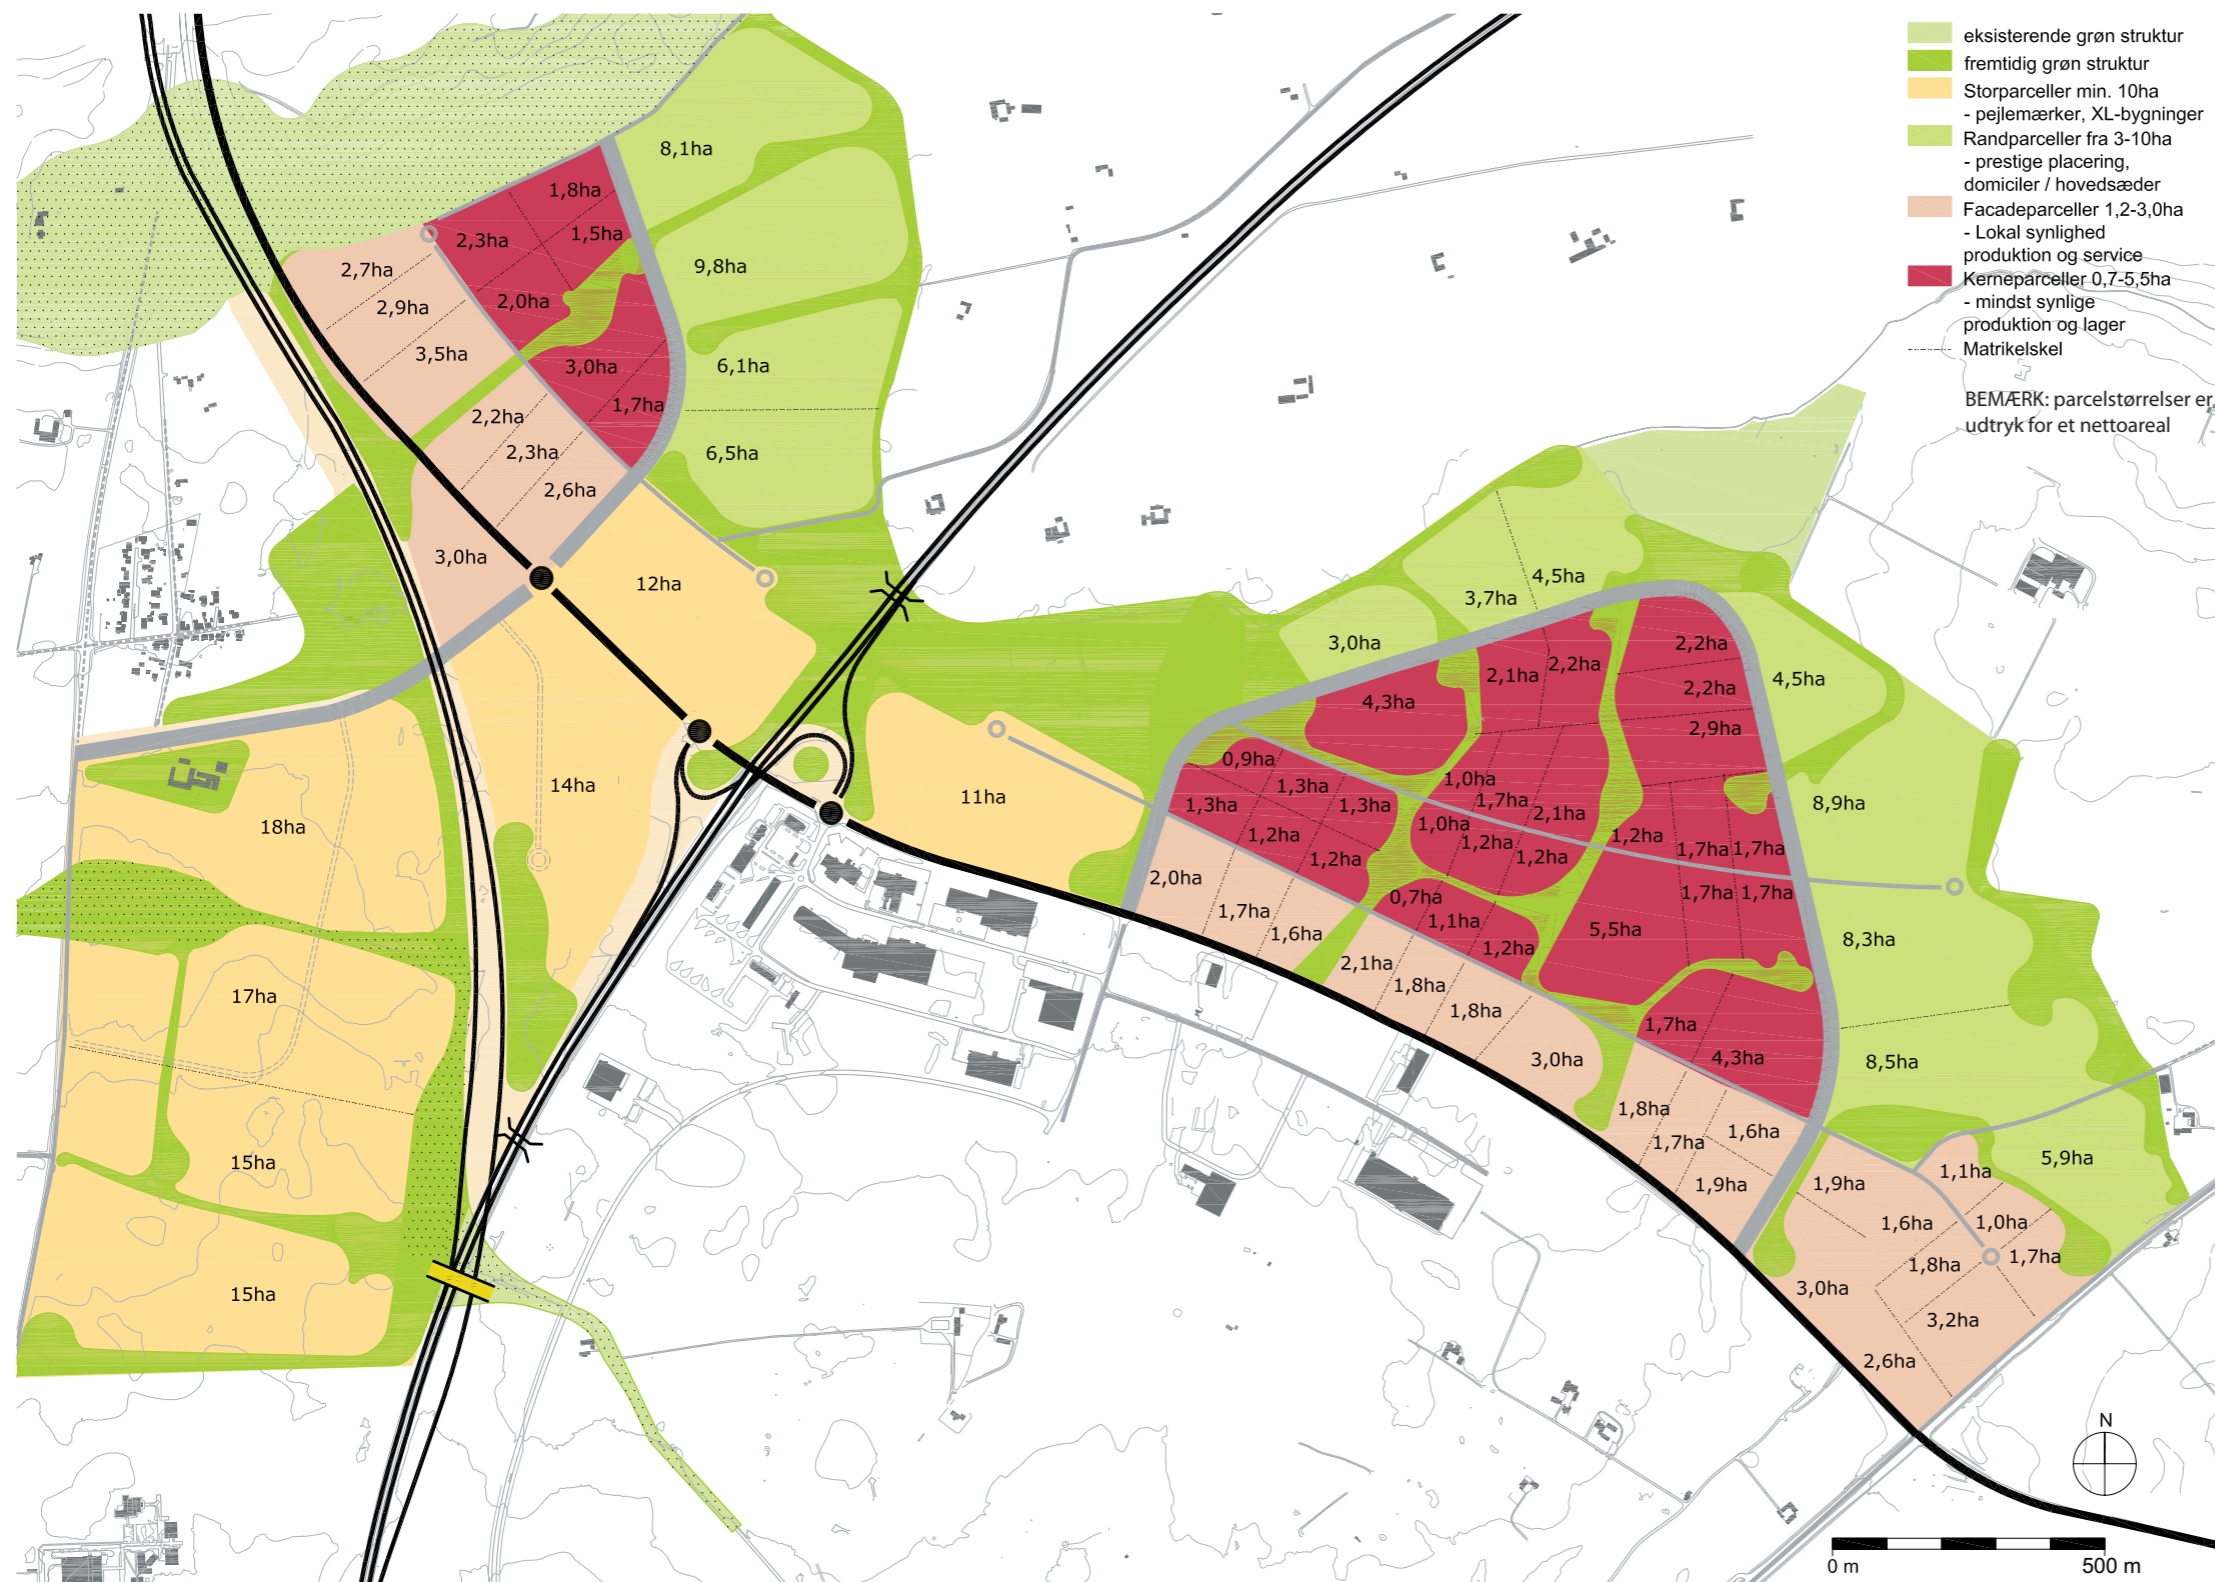 eksisterende grøn struktur
fremtidig grøn struktur
Storparceller min. 10ha
- pejlemærker, XL-bygninger
Randparceller fra 3-10ha
- prestige placering,
domiciler / hovedsæder
Facadeparceller 1,2-3,0ha
- Lokal synlighed
produktion og service
Kerneparceller 0,7-5,5ha
- mindst synlige
produktion og lager
Matrikelskel
BEMÆRK: parcelstørrelser er
udtryk for et nettoareal
8,1ha
1,8ha
2,3ha
1,5ha
2,7ha
9,8ha
2,9ha
2,0ha
3,5ha
3,0ha
6,1ha
1,7ha
2,2ha
2,3ha
6,5ha
2,6ha
3,0ha
12ha
14ha
18ha
17ha
15ha
15ha
11ha
4,5ha
3,7ha
3,0ha
2,2ha
2,1ha
2,2ha
4,5ha
2,2ha
4,3ha
2,9ha
0,9ha
1,0ha
1,3ha
1,3ha
1,3ha
1,7ha
2,1ha
8,9ha
1,0ha
1,2ha
1,2ha
1,2ha
1,2ha
1,2ha
1,7ha
1,7ha
2,0ha
0,7ha
1,7ha
1,7ha
1,7ha
1,1ha
1,6ha
1,2ha
5,5ha
8,3ha
2,1ha
1,8ha
1,8ha
1,7ha
3,0ha
4,3ha
8,5ha
1,8ha
1,7ha
1,6ha
1,9ha
1,9ha
1,1ha
5,9ha
1,6ha
1,0ha
1,8ha
1,7ha
3,0ha
3,2ha
2,6ha
N
0 m
500 m